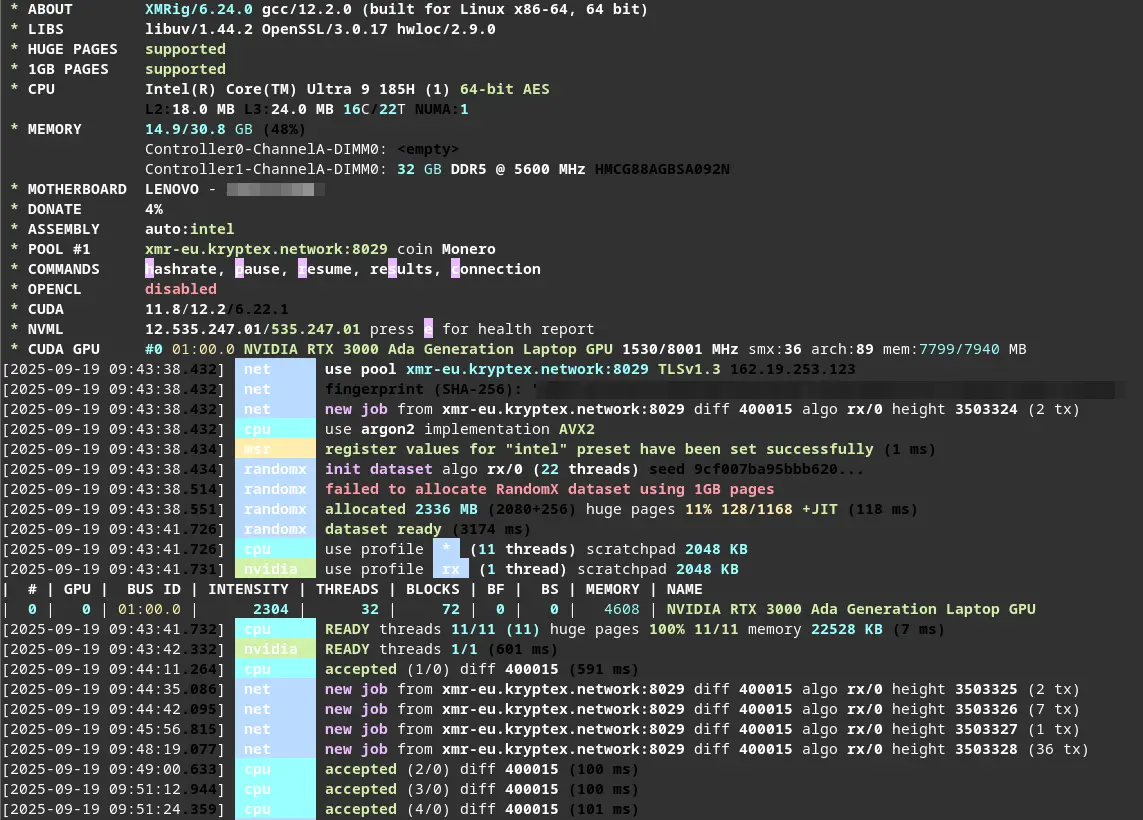 * ABOUT XMRig/6.24.0 gcc/12.2.0 (built for Linux x86-64, 64 bit)
* LIBS libuv/1.44.2 OpenSSL/3.0.17 hwloc/2.9.0
* HUGE PAGES supported
* 1GB PAGES supported
* CPU Intel(R) Core(TM) Ultra 9 185H (1) 64-bit AES
L2:18.0 MB L3:24.0 MB 16C/22T NUMA:1
* MEMORY 14.9/30.8 GB (48%)
Controller0-ChannelA-DIMM0: <empty>
Controller1-ChannelA-DIMM0: 32 GB DDR5 @ 5600 MHz HMCG88AGBSA092N
* MOTHERBOARD LENOVO -
* DONATE 4%
* ASSEMBLY auto:intel
* POOL #1 xmr-eu.kryptex.network:8029 coin Monero
* COMMANDS hashrate, pause, resume, results, connection
* OPENCL disabled
* CUDA 11.8/12.2/6.22.1
* NVML 12.535.247.01/535.247.01 press e for health report
* CUDA GPU #0 01:00.0 NVIDIA RTX 3000 Ada Generation Laptop GPU 1530/8001 MHz smx:36 arch:89 mem:7799/7940 MB
[2025-09-19 09:43:38.432] net use pool xmr-eu.kryptex.network:8029 TLSv1.3 162.19.253.123
[2025-09-19 09:43:38.432] net fingerprint (SHA-256): "
[2025-09-19 09:43:38.432] net new job from xmr-eu.kryptex.network:8029 diff 400015 algo rx/0 height 3503324 (2 tx)
[2025-09-19 09:43:38.432] cpu use argon2 implementation AVX2
[2025-09-19 09:43:38.434] msr register values for "intel" preset have been set successfully (1 ms)
[2025-09-19 09:43:38.434] randomx init dataset algo rx/0 (22 threads) seed 9cf007ba95bbb620...
[2025-09-19 09:43:38.514] randomx failed to allocate RandomX dataset using 1GB pages
[2025-09-19 09:43:38.551] randomx allocated 2336 MB (2080+256) huge pages 11% 128/1168 +JIT (118 ms)
[2025-09-19 09:43:41.726] randomx dataset ready (3174 ms)
[2025-09-19 09:43:41.726] cpu use profile * (11 threads) scratchpad 2048 KB
[2025-09-19 09:43:41.731] nvidia use profile rx (1 thread) scratchpad 2048 KB
| # | GPU | BUS ID | INTENSITY | THREADS | BLOCKS | BF | BS | MEMORY | NAME
| 0 | 0 | 01:00.0 | 2304 | 32 | 72 | 0 | 0 | 4608 | NVIDIA RTX 3000 Ada Generation Laptop GPU
[2025-09-19 09:43:41.732] cpu READY threads 11/11 (11) huge pages 100% 11/11 memory 22528 KB (7 ms)
[2025-09-19 09:43:42.332] nvidia READY threads 1/1 (601 ms)
[2025-09-19 09:44:11.264] cpu accepted (1/0) diff 400015 (591 ms)
[2025-09-19 09:44:35.086] net new job from xmr-eu.kryptex.network:8029 diff 400015 algo rx/0 height 3503325 (2 tx)
[2025-09-19 09:44:42.095] net new job from xmr-eu.kryptex.network:8029 diff 400015 algo rx/0 height 3503326 (7 tx)
[2025-09-19 09:45:56.815] net new job from xmr-eu.kryptex.network:8029 diff 400015 algo rx/0 height 3503327 (1 tx)
[2025-09-19 09:48:19.077] net new job from xmr-eu.kryptex.network:8029 diff 400015 algo rx/0 height 3503328 (36 tx)
[2025-09-19 09:49:00.633] cpu accepted (2/0) diff 400015 (100 ms)
[2025-09-19 09:51:12.944] cpu accepted (3/0) diff 400015 (100 ms)
[2025-09-19 09:51:24.359] cpu accepted (4/0) diff 400015 (101 ms)